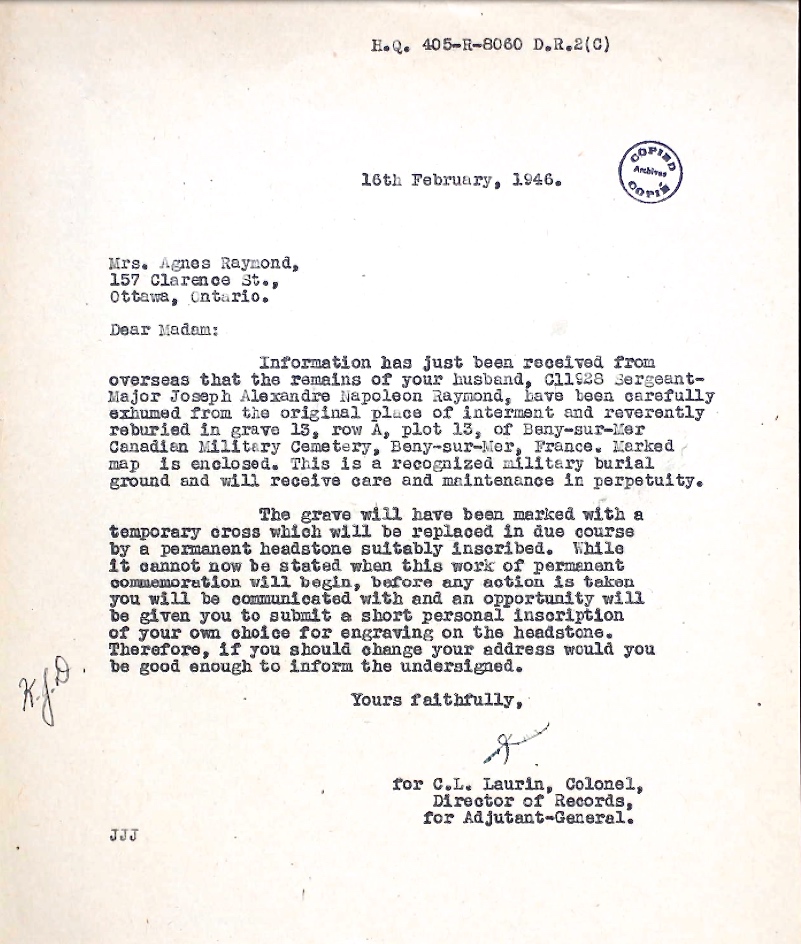 H.Q. 405-R-8060 D.R.2(C)
16th February, 1946.
COPIED
Archives
COPIÉ
Mrs. Agnes Raymond,
157 Clarence St.,
Ottawa, Ontario.
Dear Madam:
Information has just been received from
overseas that the remains of your husband, C11928 Sergeant-
Major Joseph Alexandre Napoleon Raymond, have been carefully
exhumed from the original place of interment and reverently
reburied in grave 13, row A, plot 13, of Beny-sur-Mer
Canadian Military Cemetery, Beny-sur-Mer, France. Marked
map is enclosed. This is a recognized military burial
ground and will receive care and maintenance in perpetuity.
The grave will have been marked with a
temporary cross which will be replaced in due course
by a permanent headstone suitably inscribed. While
it cannot now be stated when this work of permanent
commemoration will begin, before any action is taken
you will be communicated with and an opportunity will
be given you to submit a short personal inscription
of your own choice for engraving on the headstone.
Therefore, if you should change your address would you
be good enough to inform the undersigned.
K.J.D.
Yours faithfully,
for C.L. Laurin, Colonel,
Director of Records,
for Adjutant-General.
JJJ